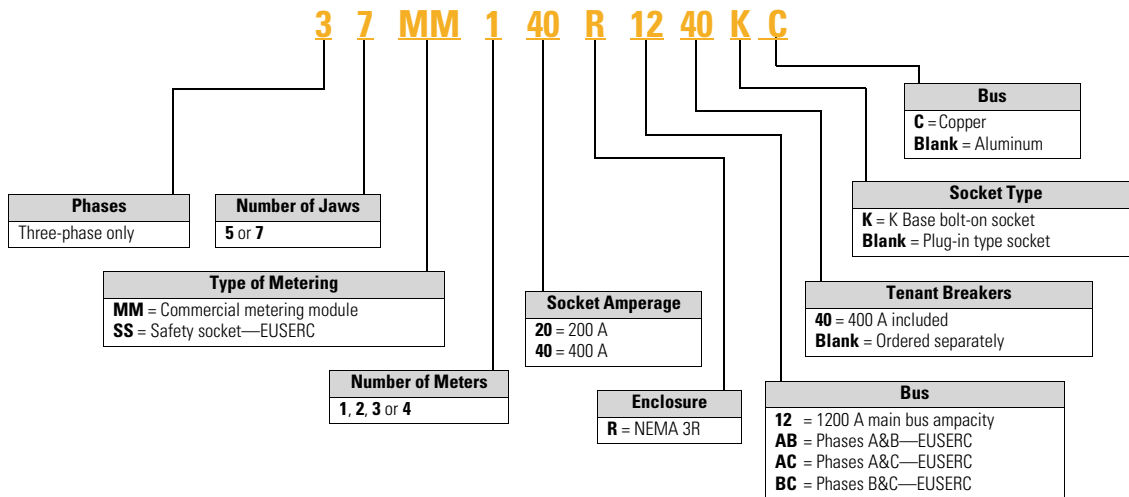 3 7 MM 1 40 R 12 40 K C
Bus
C = Copper
Blank = Aluminum
Socket Type
K = K Base bolt-on socket
Blank = Plug-in type socket
Phases
Three-phase only
Number of Jaws
5 or 7
Type of Metering
MM = Commercial metering module
SS = Safety socket—EUSERC
Socket Amperage
20 = 200 A
40 = 400 A
Tenant Breakers
40 = 400 A included
Blank = Ordered separately
Number of Meters
1, 2, 3 or 4
Enclosure
R = NEMA 3R
Bus
12 = 1200 A main bus ampacity
AB = Phases A&B—EUSERC
AC = Phases A&C—EUSERC
BC = Phases B&C—EUSERC